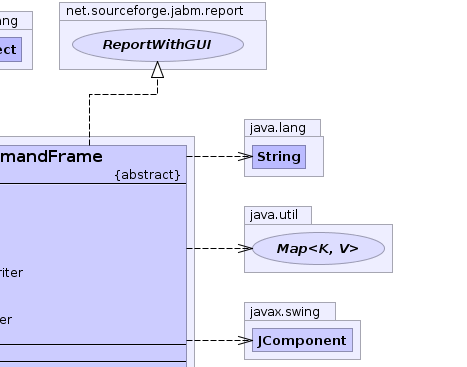 net.sourceforge.jabm.report
ang
ect
ReportWithGUI
java.lang
String
mandFrame
{abstract}
java.util
Map<K, V>
riter
javax.swing
er
JComponent